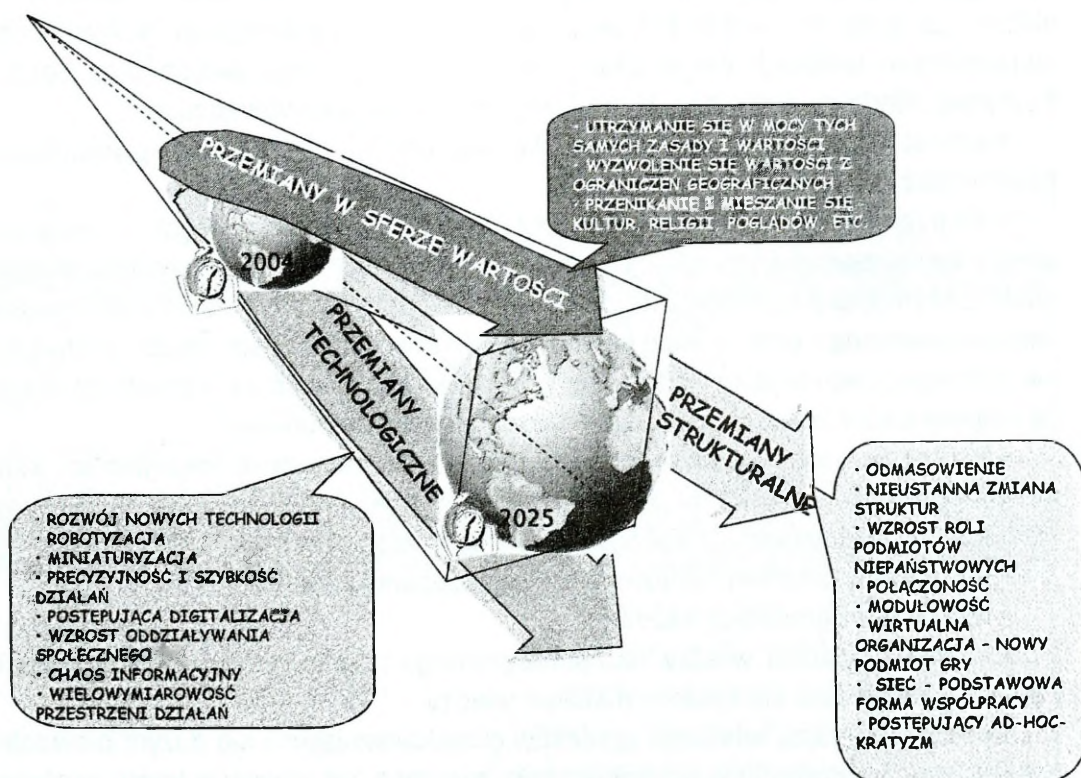 · UTRZYMANIE SIĘ W MOCY TYCH
SAMYCH ZASADY I WARTOŚCI
· WYZWOLENIE SIĘ WARTOŚCI Z
OGRANICZEŃ GEOGRAFICZNYCH
· PRZENIKANIE I MIESZANIE SIĘ
KULTUR, RELIGII, POGLĄDÓW, ETC.
PRZEMIANY W SFERZE WARTOŚCI
2004
PRZEMIANY
TECHNOLOGICZNE
2025
PRZEMIANY
STRUKTURALNE
· ROZWÓJ NOWYCH TECHNOLOGII
· ROBOTYZACJA
· MINIATURYZACJA
· PRECYZYJNOŚĆ I SZYBKOŚĆ
DZIAŁAŃ
· POSTĘPUJĄCA DIGITALIZACJA
· WZROST ODDZIAŁYWANIA
SPOŁECZNEGO
· CHAOS INFORMACYJNY
· WIELOWYMIAROWOŚĆ
PRZESTRZENI DZIAŁAŃ
· ODMASOWIENIE
· NIEUSTANNA ZMIANA
STRUKTUR
· WZROST ROLI
PODMIOTÓW
NIEPAŃSTWOWYCH
· POŁĄCZONOŚĆ
· MODUŁOWOŚĆ
· WIRTUALNA
ORGANIZACJA - NOWY
PODMIOT GRY
· SIEĆ - PODSTAWOWA
FORMA WSPÓŁPRACY
· POSTĘPUJĄCY AD-HOC-
KRATYZM